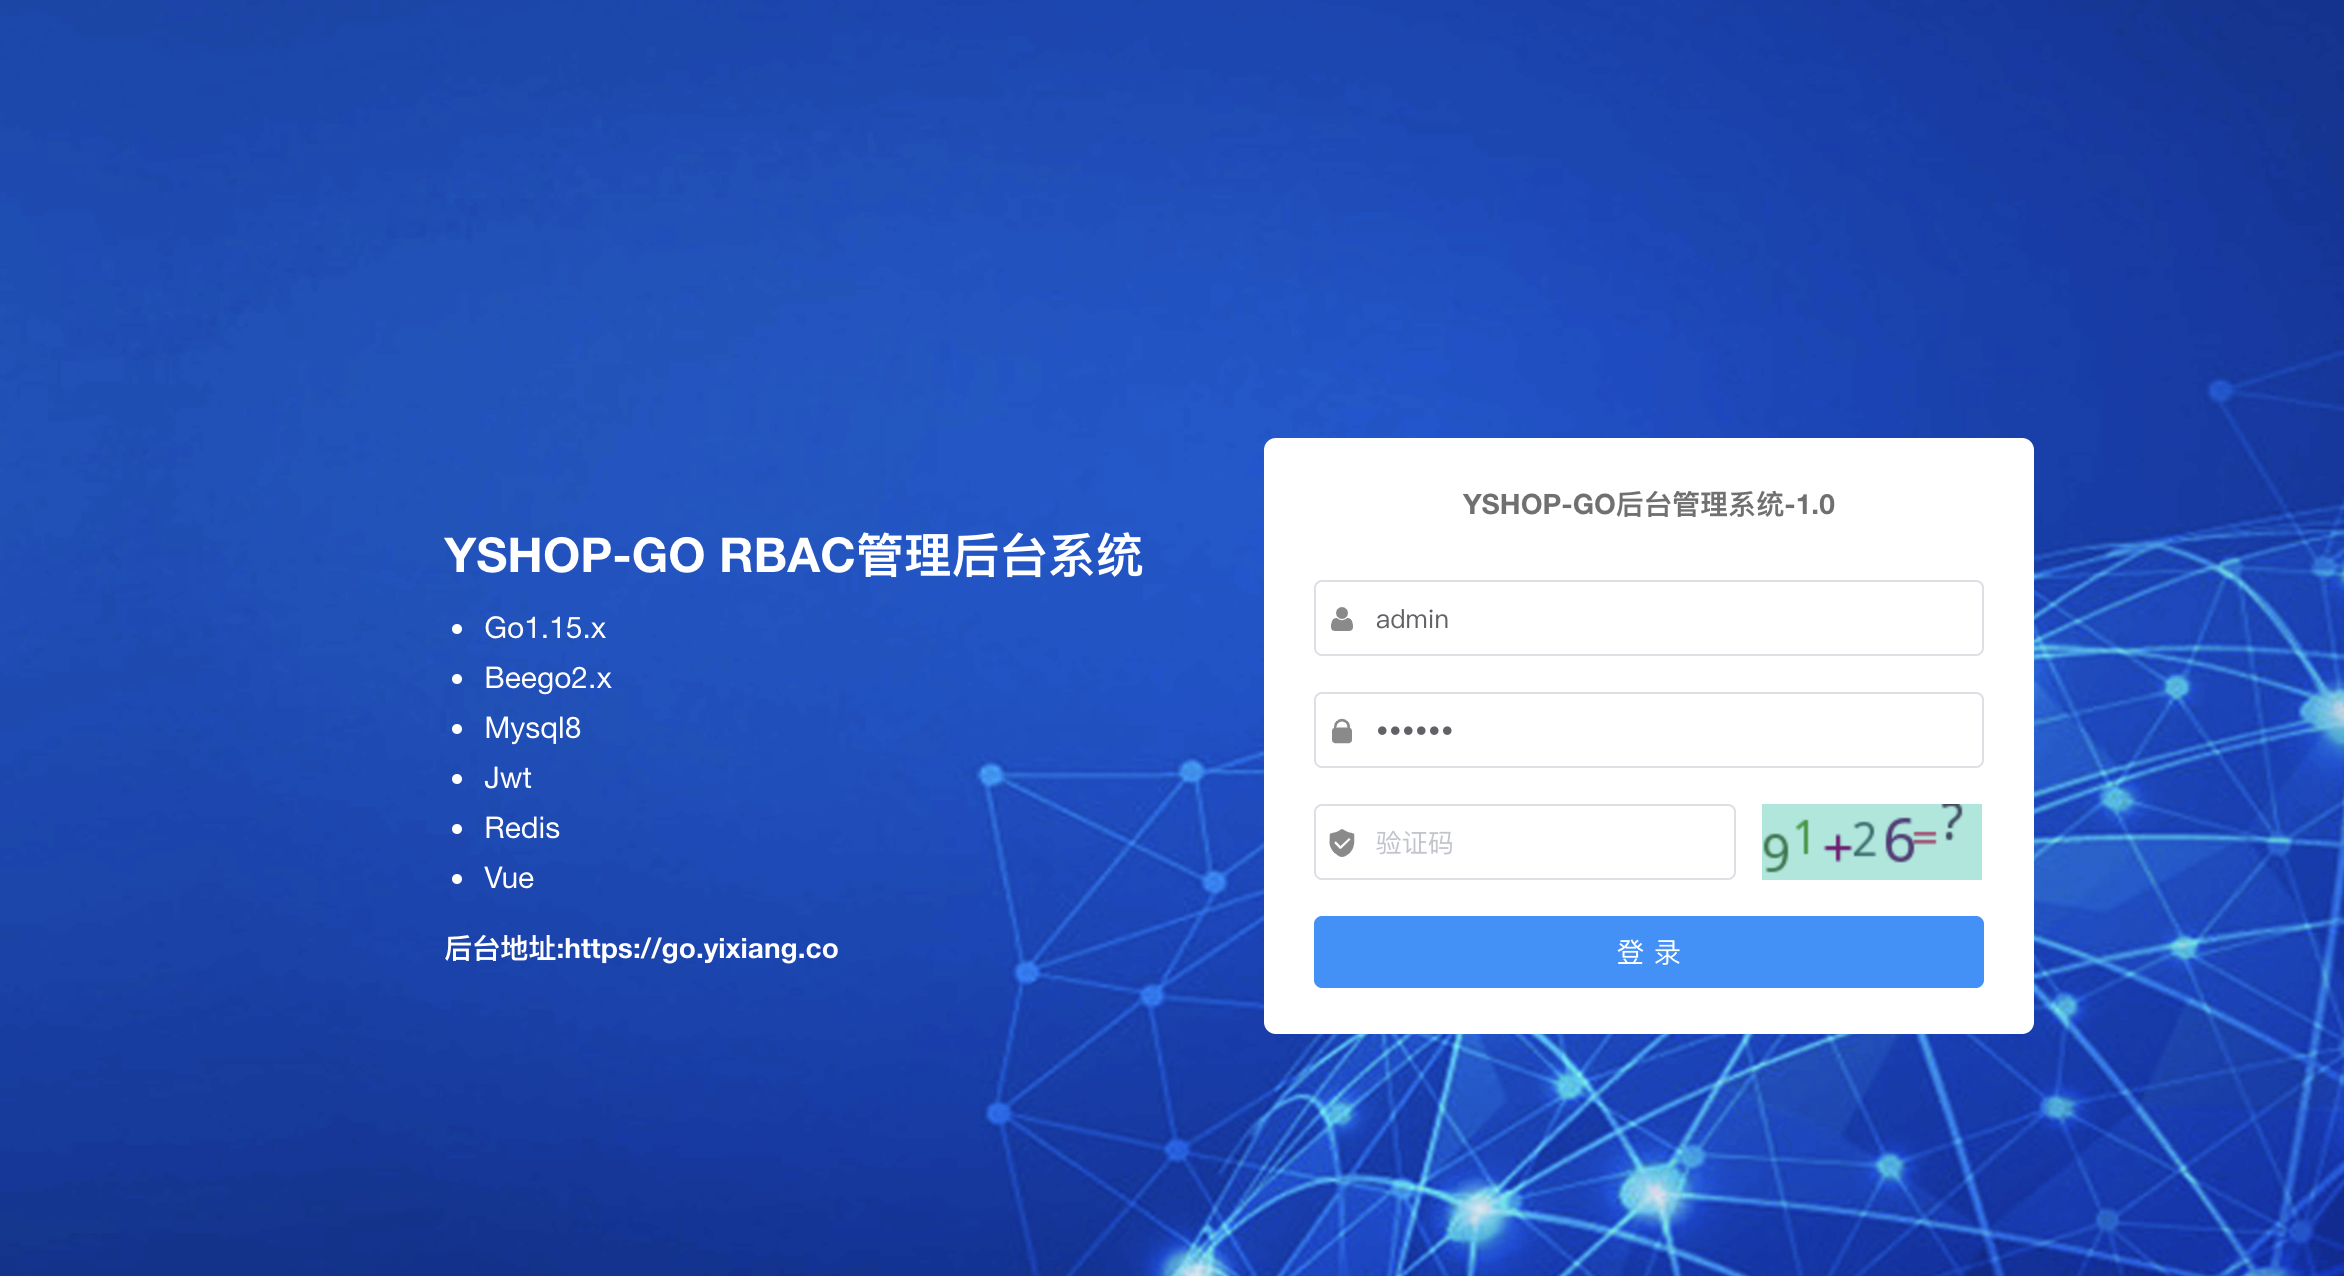 YSHOP-GO RBAC管理后台系统
Go1.15.x
Beego2.x
Mysql8
Jwt
Redis
Vue
后台地址:https://go.yixiang.co
YSHOP-GO后台管理系统-1.0
admin
••••••
验证码
91+26=?
登 录